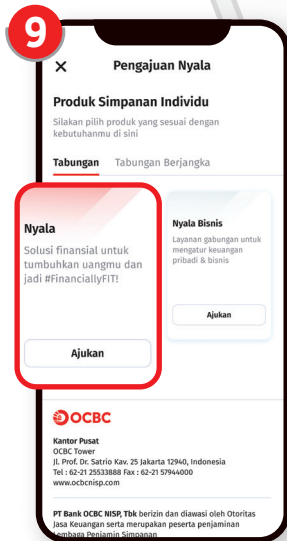 9
Pengajuan Nyala
Produk Simpanan Individu
Silakan pilih produk yang sesuai dengan
kebutuhanmu di sini
Tabungan Tabungan Berjangka
Nyala
Solusi finansial untuk
tumbuhkan uangmu dan
jadi #FinanciallyFIT!
Ajukan
Nyala Bisnis
Layanan gabungan untuk
mengatur keuangan
pribadi & bisnis
Ajukan
OCBC
Kantor Pusat
OCBC Tower
Jl. Prof. Dr. Satrio Kav. 25 Jakarta 12940, Indonesia
Tel : 62-21 25533888 Fax : 62-21 57944000
www.ocbcnisp.com
PT Bank OCBC NISP, Tbk berizin dan diawasi oleh Otoritas
Jasa Keuangan serta merupakan peserta penjaminan
Lembaga Penjamin Simpanan